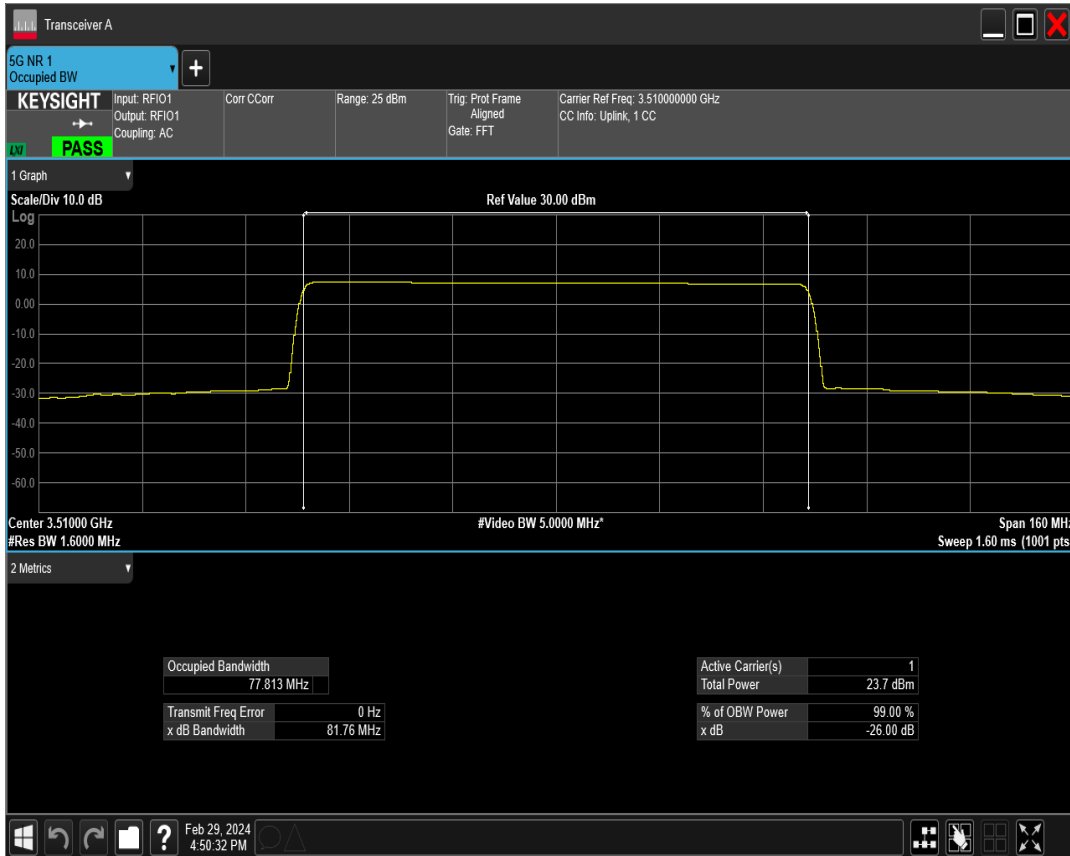 Transceiver A
5G NR 1
Occupied BW
KEYSIGHT
LXI
PASS
Input: RFIO1
Output: RFIO1
Coupling: AC
Corr CCorr
Range: 25 dBm
Trig: Prot Frame
Aligned
Gate: FFT
Carrier Ref Freq: 3.510000000 GHz
CC Info: Uplink, 1 CC
1 Graph
Scale/Div 10.0 dB
Ref Value 30.00 dBm
Log
20.0
10.0
0.00
-10.0
-20.0
-30.0
-40.0
-50.0
-60.0
Center 3.51000 GHz
#Video BW 5.0000 MHz*
Span 160 MHz
#Res BW 1.6000 MHz
Sweep 1.60 ms (1001 pts
2 Metrics
Occupied Bandwidth
77.813 MHz
Transmit Freq Error 0 Hz
x dB Bandwidth 81.76 MHz
Active Carrier(s) 1
Total Power 23.7 dBm
% of OBW Power 99.00 %
x dB -26.00 dB
Feb 29, 2024
4:50:32 PM